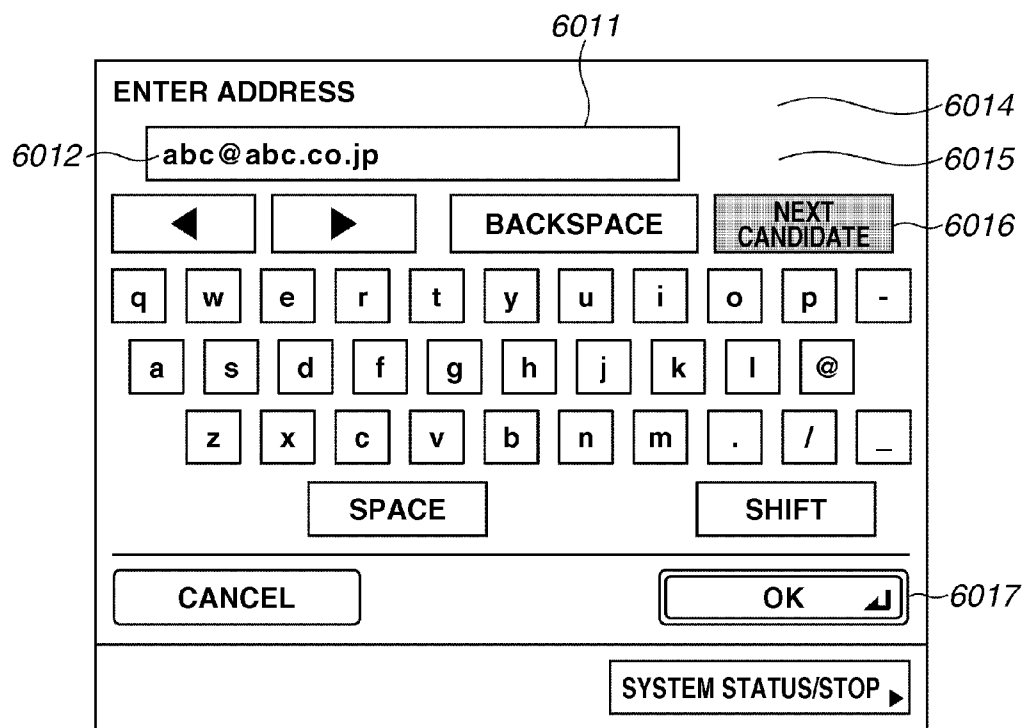 6011
ENTER ADDRESS
6014
6012 abc@abc.co.jp 6015
◀ ▶ BACKSPACE NEXT CANDIDATE 6016
q w e r t y u i o p -
a s d f g h j k l @
z x c v b n m . / _
SPACE SHIFT
CANCEL OK 6017
SYSTEM STATUS/STOP ▶